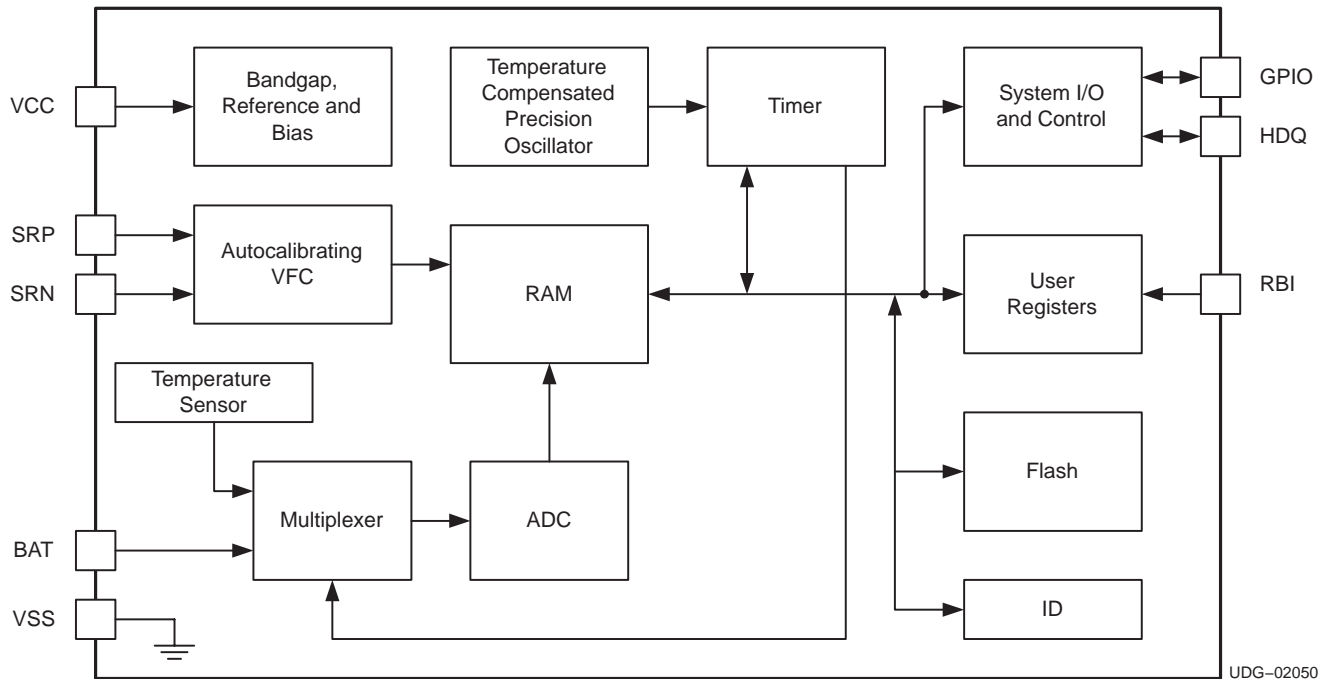 VCC
Bandgap,
Reference and
Bias
Temperature
Compensated
Precision
Oscillator
Timer
System I/O
and Control
GPIO
HDQ
SRP
SRN
Autocalibrating
VFC
RAM
User
Registers
RBI
Temperature
Sensor
Multiplexer
ADC
Flash
BAT
VSS
ID
UDG–02050